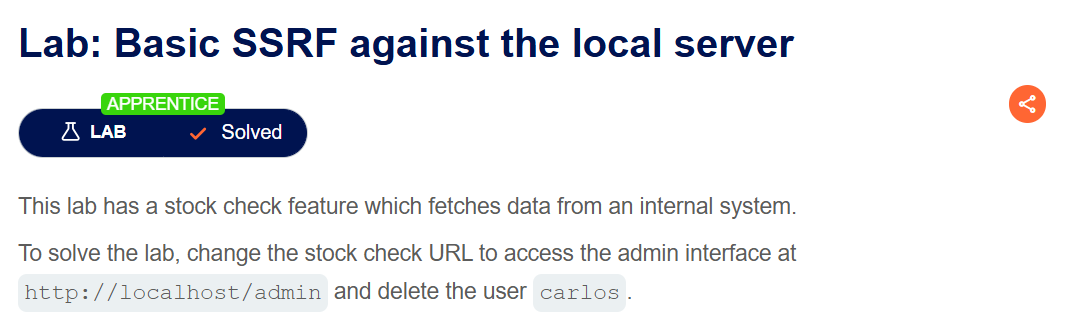 Lab: Basic SSRF against the local server
APPRENTICE
LAB Solved
This lab has a stock check feature which fetches data from an internal system.
To solve the lab, change the stock check URL to access the admin interface at
http://localhost/admin and delete the user carlos.